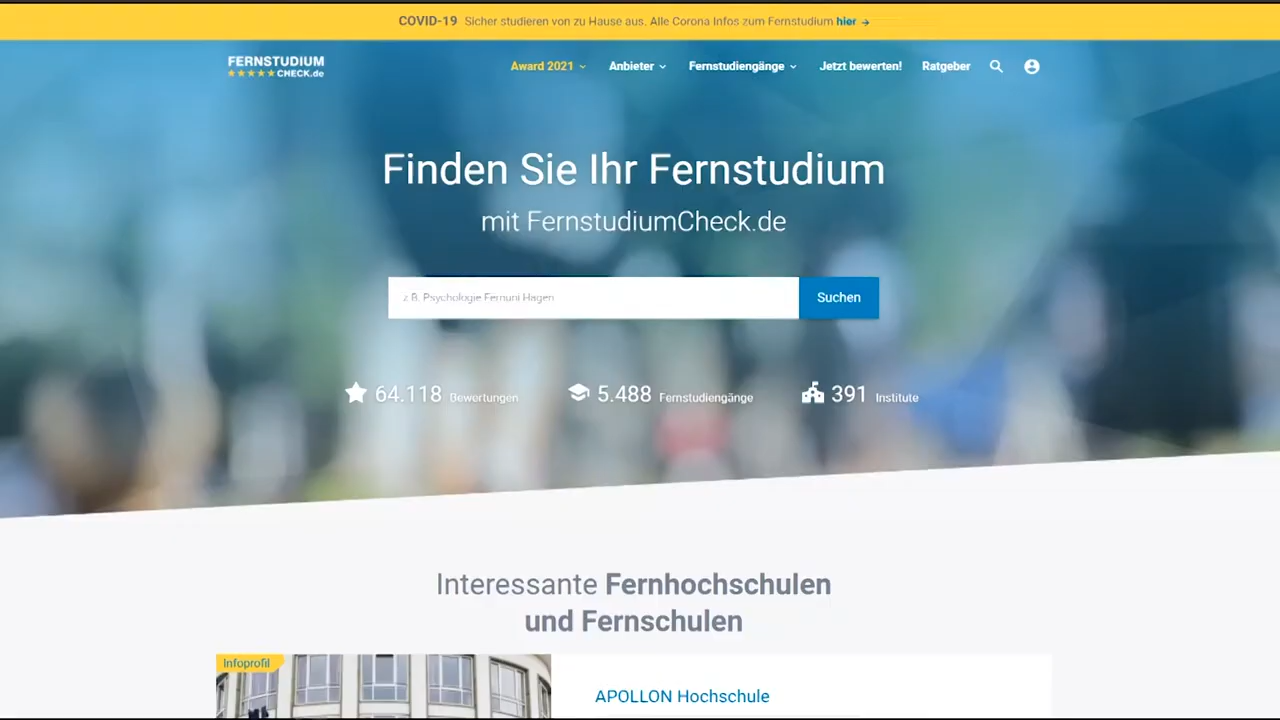 COVID-19 Sicher studieren von zu Hause aus. Alle Corona Infos zum Fernstudium hier →
FERNSTUDIUM
CHECK.de
Award 2021 Anbieter Fernstudiengänge Jetzt bewerten! Ratgeber
Finden Sie Ihr Fernstudium
mit FernstudiumCheck.de
z.B. Psychologie Fernuni Hagen Suchen
64.118 Bewertungen 5.488 Fernstudiengänge 391 Institute
Interessante Fernhochschulen
und Fernschulen
Infoprofil
APOLLON Hochschule